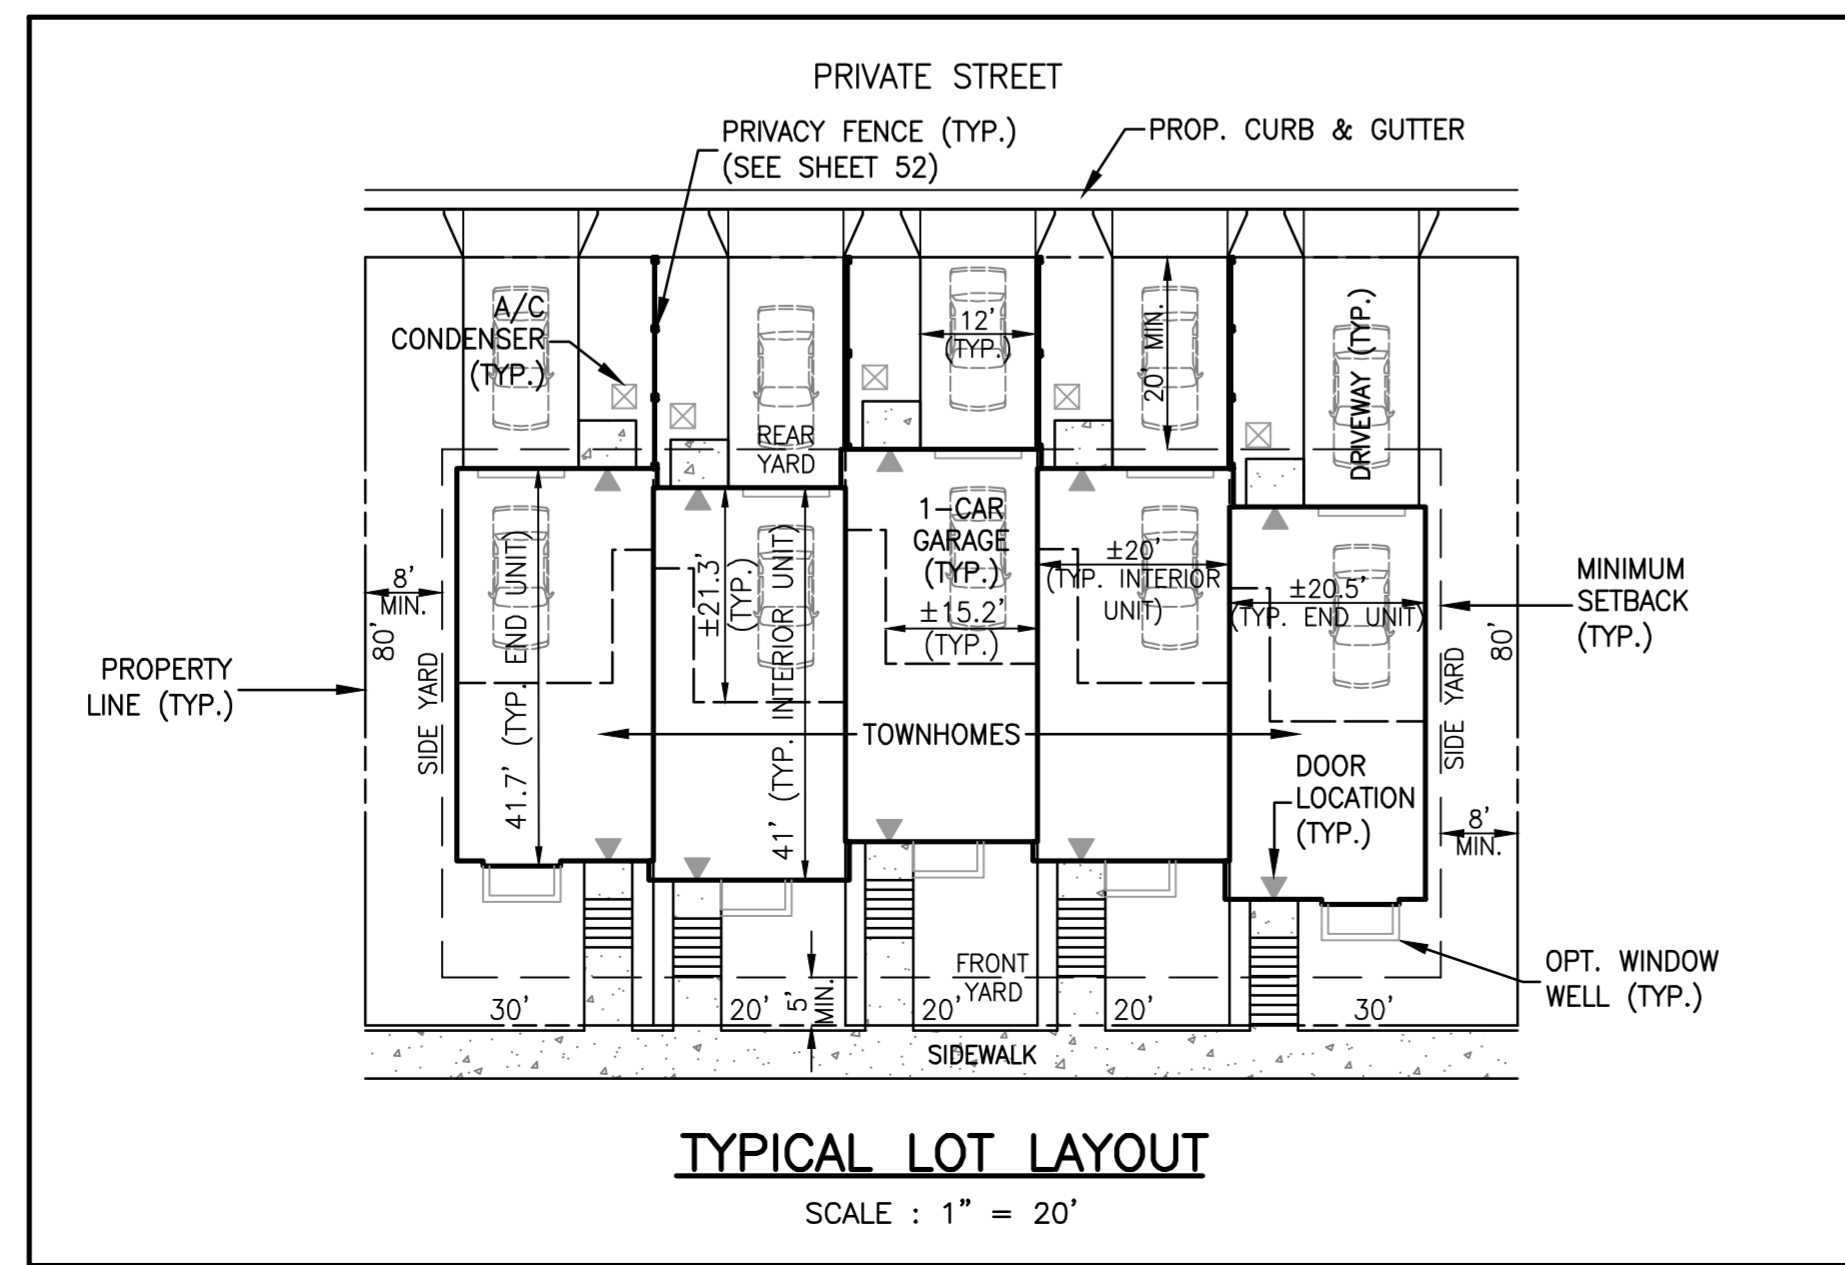 PRIVATE STREET
PRIVACY FENCE (TYP.)
(SEE SHEET 52)
PROP. CURB & GUTTER
A/C
CONDENSER
(TYP.)
REAR
YARD
12'
(TYP.)
20' MIN.
DRIVEWAY (TYP.)
1-CAR
GARAGE
(TYP.)
±15.2'
(TYP.)
±21.3'
(TYP.)
±20'
(TYP. INTERIOR
UNIT)
±20.5'
(TYP. END UNIT)
8'
MIN.
80'
PROPERTY
LINE (TYP.)
SIDE YARD
41.7' (TYP. END UNIT)
41' (TYP. INTERIOR UNIT)
TOWNHOMES
DOOR
LOCATION
(TYP.)
SIDE YARD
80'
MINIMUM
SETBACK
(TYP.)
8'
MIN.
FRONT
YARD
OPT. WINDOW
WELL (TYP.)
30'
20'
5'
MIN.
20'
20'
30'
SIDEWALK
TYPICAL LOT LAYOUT
SCALE : 1" = 20'